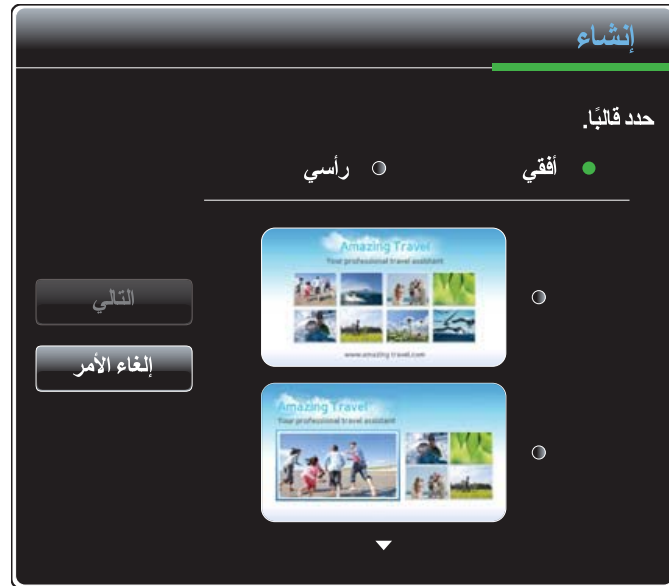 إنشاء
حدد قالبًا.
أفقي
رأسي
Amazing Travel
Your professional travel assistant
www.amazing travel.com
التالي
إلغاء الأمر
Amazing Travel
Your professional travel assistant